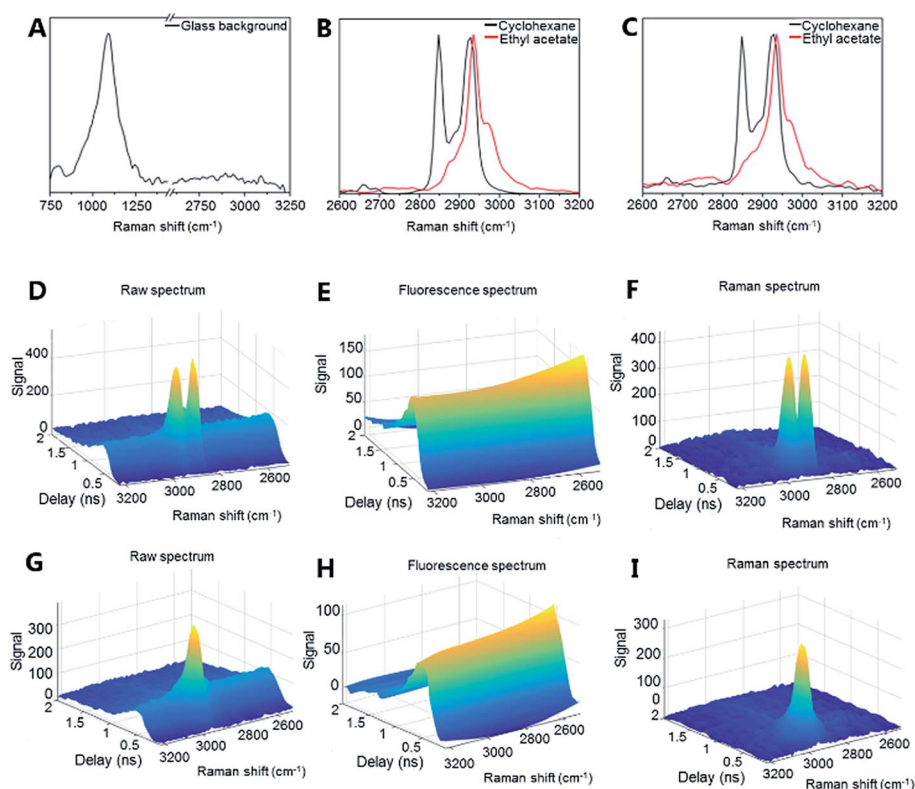 A
Glass background
750 1000 1250 2750 3000 3250
Raman shift (cm-1)
B
Cyclohexane
Ethyl acetate
2600 2700 2800 2900 3000 3100 3200
Raman shift (cm-1)
C
Cyclohexane
Ethyl acetate
2600 2700 2800 2900 3000 3100 3200
Raman shift (cm-1)
D
Raw spectrum
Signal
400
200
0
2
1.5
1
0.5
Delay (ns)
3200 3000 2800 2600
Raman shift (cm-1)
E
Fluorescence spectrum
Signal
150
100
50
0
2
1.5
1
0.5
Delay (ns)
3200 3000 2800 2600
Raman shift (cm-1)
F
Raman spectrum
Signal
400
300
200
100
0
2
1.5
1
0.5
Delay (ns)
3200 3000 2800 2600
Raman shift (cm-1)
G
Raw spectrum
Signal
300
200
100
0
2
1.5
1
0.5
Delay (ns)
3200 3000 2800 2600
Raman shift (cm-1)
H
Fluorescence spectrum
Signal
100
50
0
2
1.5
1
0.5
Delay (ns)
3200 3000 2800 2600
Raman shift (cm-1)
I
Raman spectrum
Signal
300
200
100
0
2
1.5
1
0.5
Delay (ns)
3200 3000 2800 2600
Raman shift (cm-1)